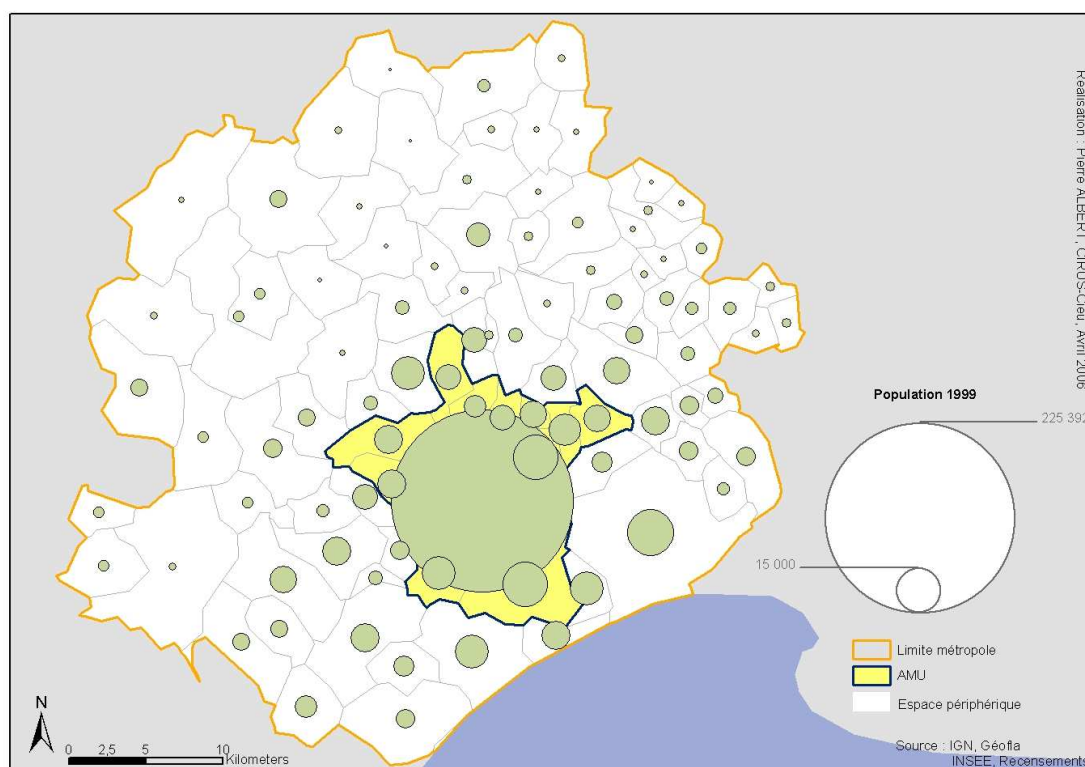 Réalisation : Pierre ALBERT, CIRUS-Cieu, Avril 2006
Population 1999
225 392
15 000
Limite métropole
AMU
Espace périphérique
Source : IGN, Géofla
INSEE, Recensements
N
0 2,5 5 10
Kilometers